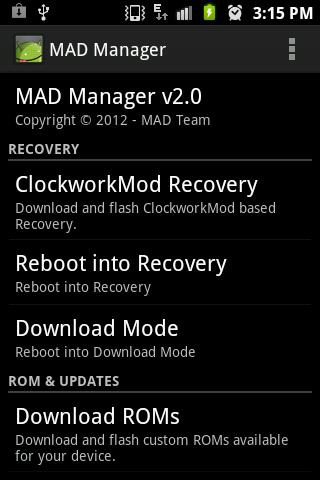 3:15 PM
MAD Manager
MAD Manager v2.0
Copyright © 2012 - MAD Team
RECOVERY
ClockworkMod Recovery
Download and flash ClockworkMod based
Recovery.
Reboot into Recovery
Reboot into Recovery
Download Mode
Reboot into Download Mode
ROM & UPDATES
Download ROMs
Download and flash custom ROMs available
for your device.